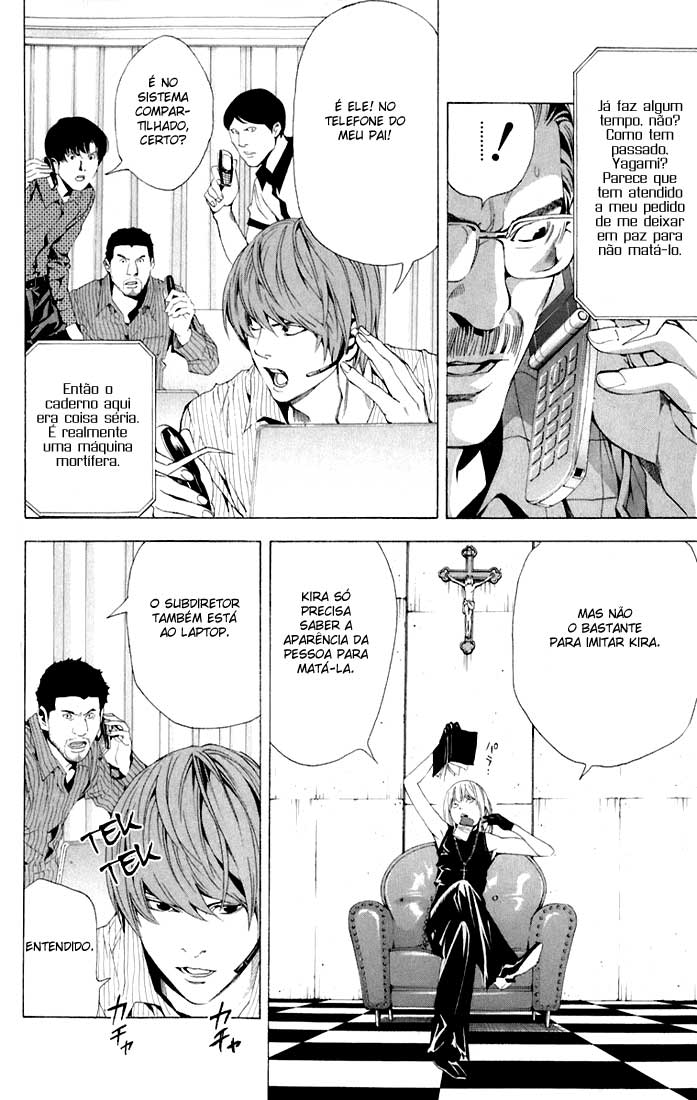 Já faz algum
tempo, não?
Como tem
passado,
Yagami?
Parece que
tem atendido
a meu pedido
de me deixar
em paz para
não matá-lo.
!
É ELE! NO
TELEFONE DO
MEU PAI!
É NO
SISTEMA
COMPAR-
TILHADO,
CERTO?
Então o
caderno aqui
era coisa séria.
É realmente
uma máquina
mortífera.
MAS NÃO
O BASTANTE
PARA IMITAR KIRA.
KIRA SÓ
PRECISA
SABER A
APARÊNCIA DA
PESSOA PARA
MATÁ-LA.
O SUBDIRETOR
TAMBÉM ESTÁ
AO LAPTOP.
TEK
TEK
ENTENDIDO.
カチャ
カチャ